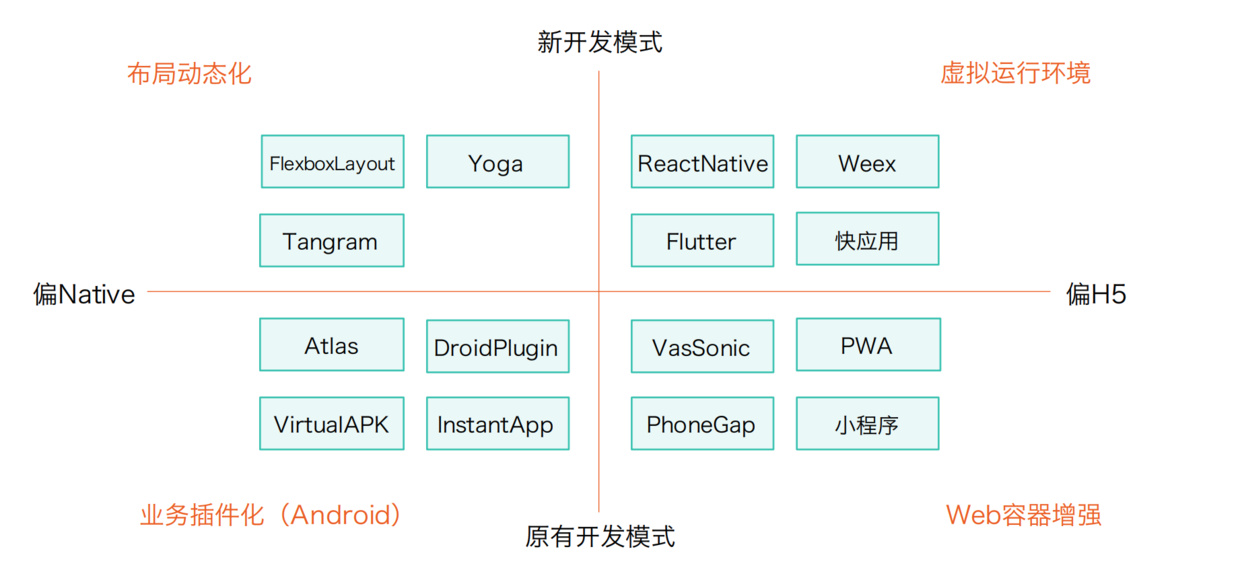 新开发模式
布局动态化
虚拟运行环境
FlexboxLayout
Yoga
ReactNative
Weex
Tangram
Flutter
快应用
偏Native
偏H5
Atlas
DroidPlugin
VasSonic
PWA
VirtualAPK
InstantApp
PhoneGap
小程序
业务插件化（Android）
Web容器增强
原有开发模式